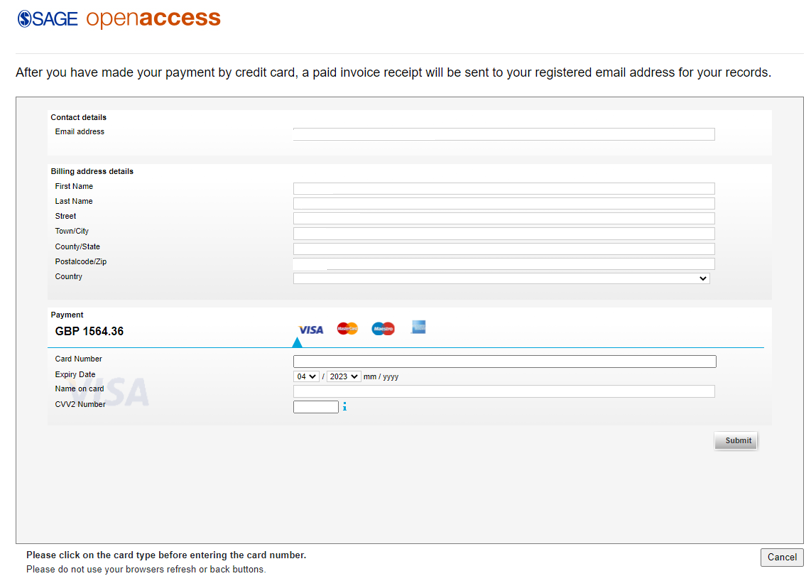 SAGE openaccess
After you have made your payment by credit card, a paid invoice receipt will be sent to your registered email address for your records.
Contact details
Email address
Billing address details
First Name
Last Name
Street
Town/City
County/State
Postalcode/Zip
Country
Payment
GBP 1564.36
VISA MasterCard Maestro
Card Number
Expiry Date 04 / 2023 mm / yyyy
Name on card
VISA
CVV2 Number i
Submit
Please click on the card type before entering the card number.
Cancel
Please do not use your browsers refresh or back buttons.